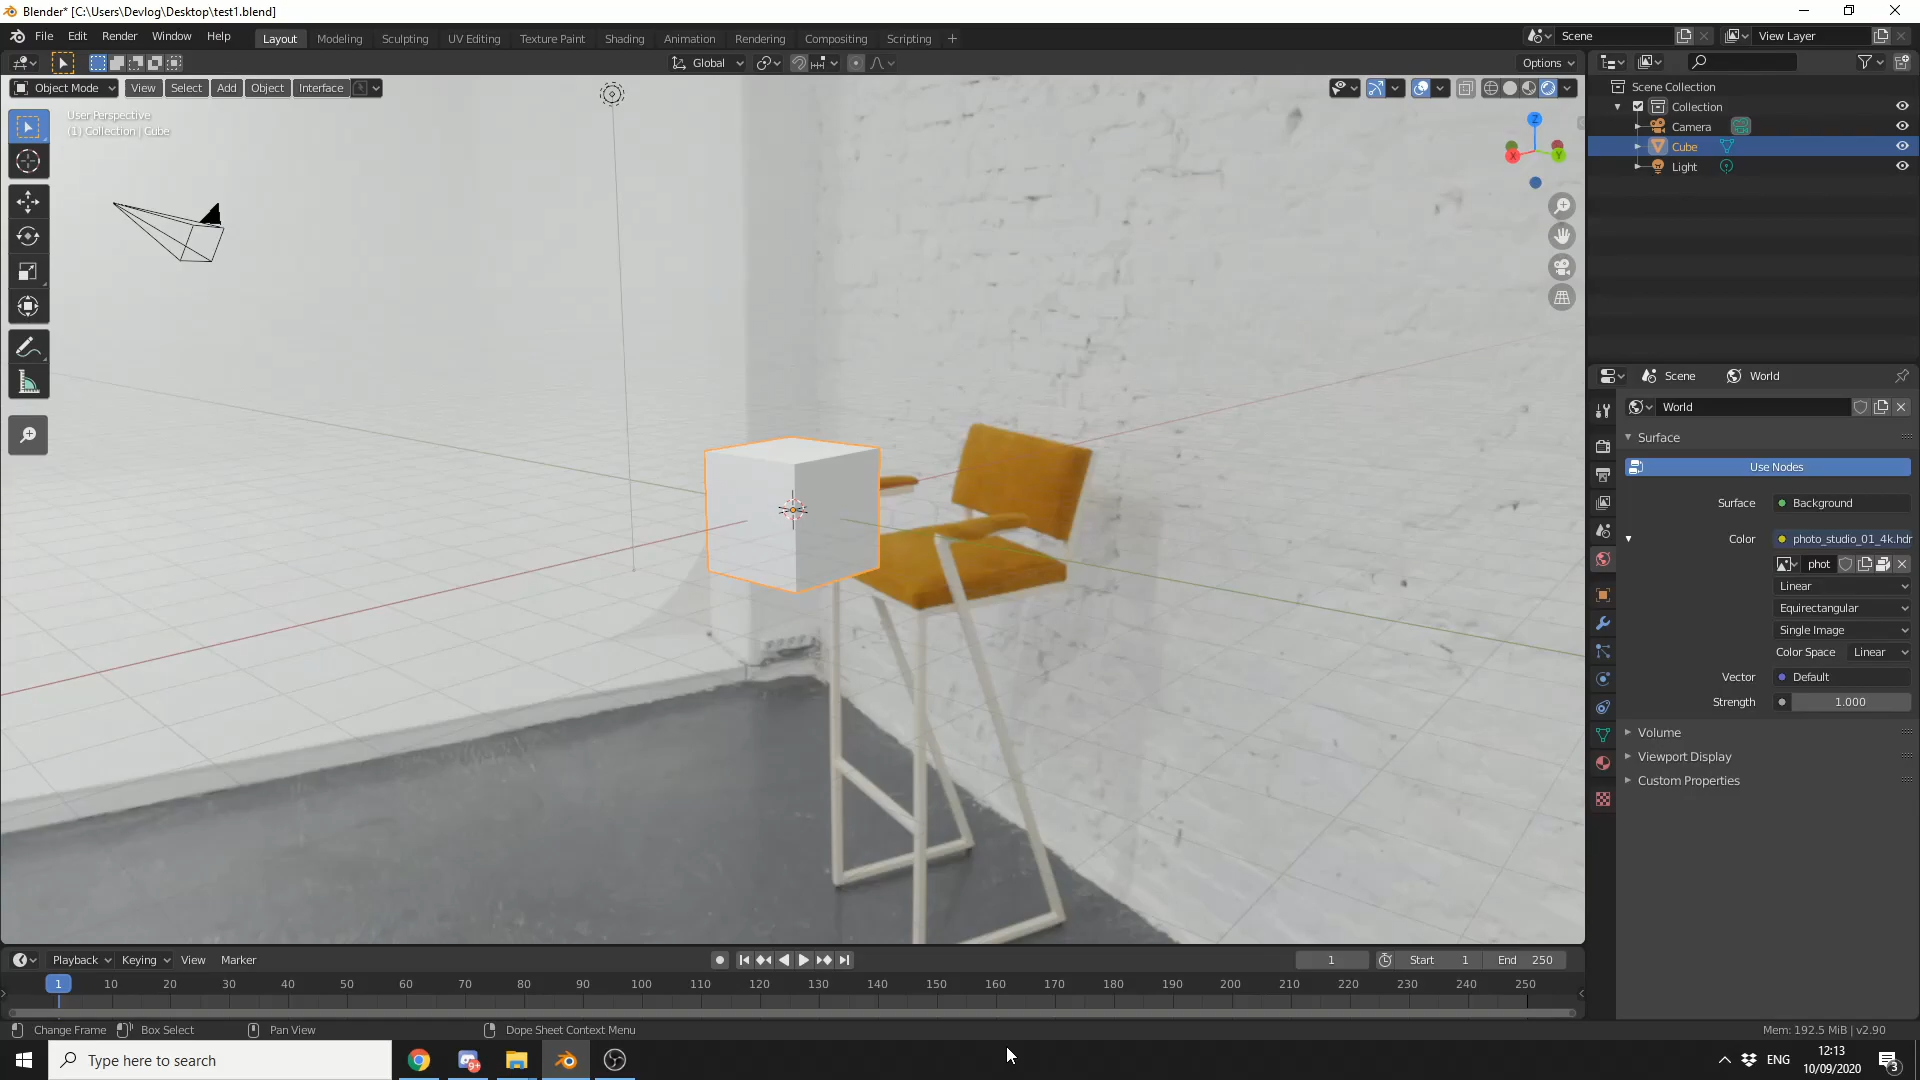 Blender* [C:\Users\Devlog\Desktop\test1.blend]
File Edit Render Window Help Layout Modeling Sculpting UV Editing Texture Paint Shading Animation Rendering Compositing Scripting + Scene View Layer
Global Options
Object Mode View Select Add Object Interface
User Perspective
(1) Collection | Cube
Z
X
Y
Scene Collection
Collection
Camera
Cube
Light
Scene World
World
Surface
Use Nodes
Surface Background
Color photo_studio_01_4k.hdr
phot
Linear
Equirectangular
Single Image
Color Space Linear
Vector Default
Strength 1.000
Volume
Viewport Display
Custom Properties
Playback Keying View Marker 1 Start 1 End 250
1 10 20 30 40 50 60 70 80 90 100 110 120 130 140 150 160 170 180 190 200 210 220 230 240 250
Change Frame Box Select Pan View Dope Sheet Context Menu Mem: 192.5 MiB | v2.90
Type here to search
9+
ENG
12:13
10/09/2020
3